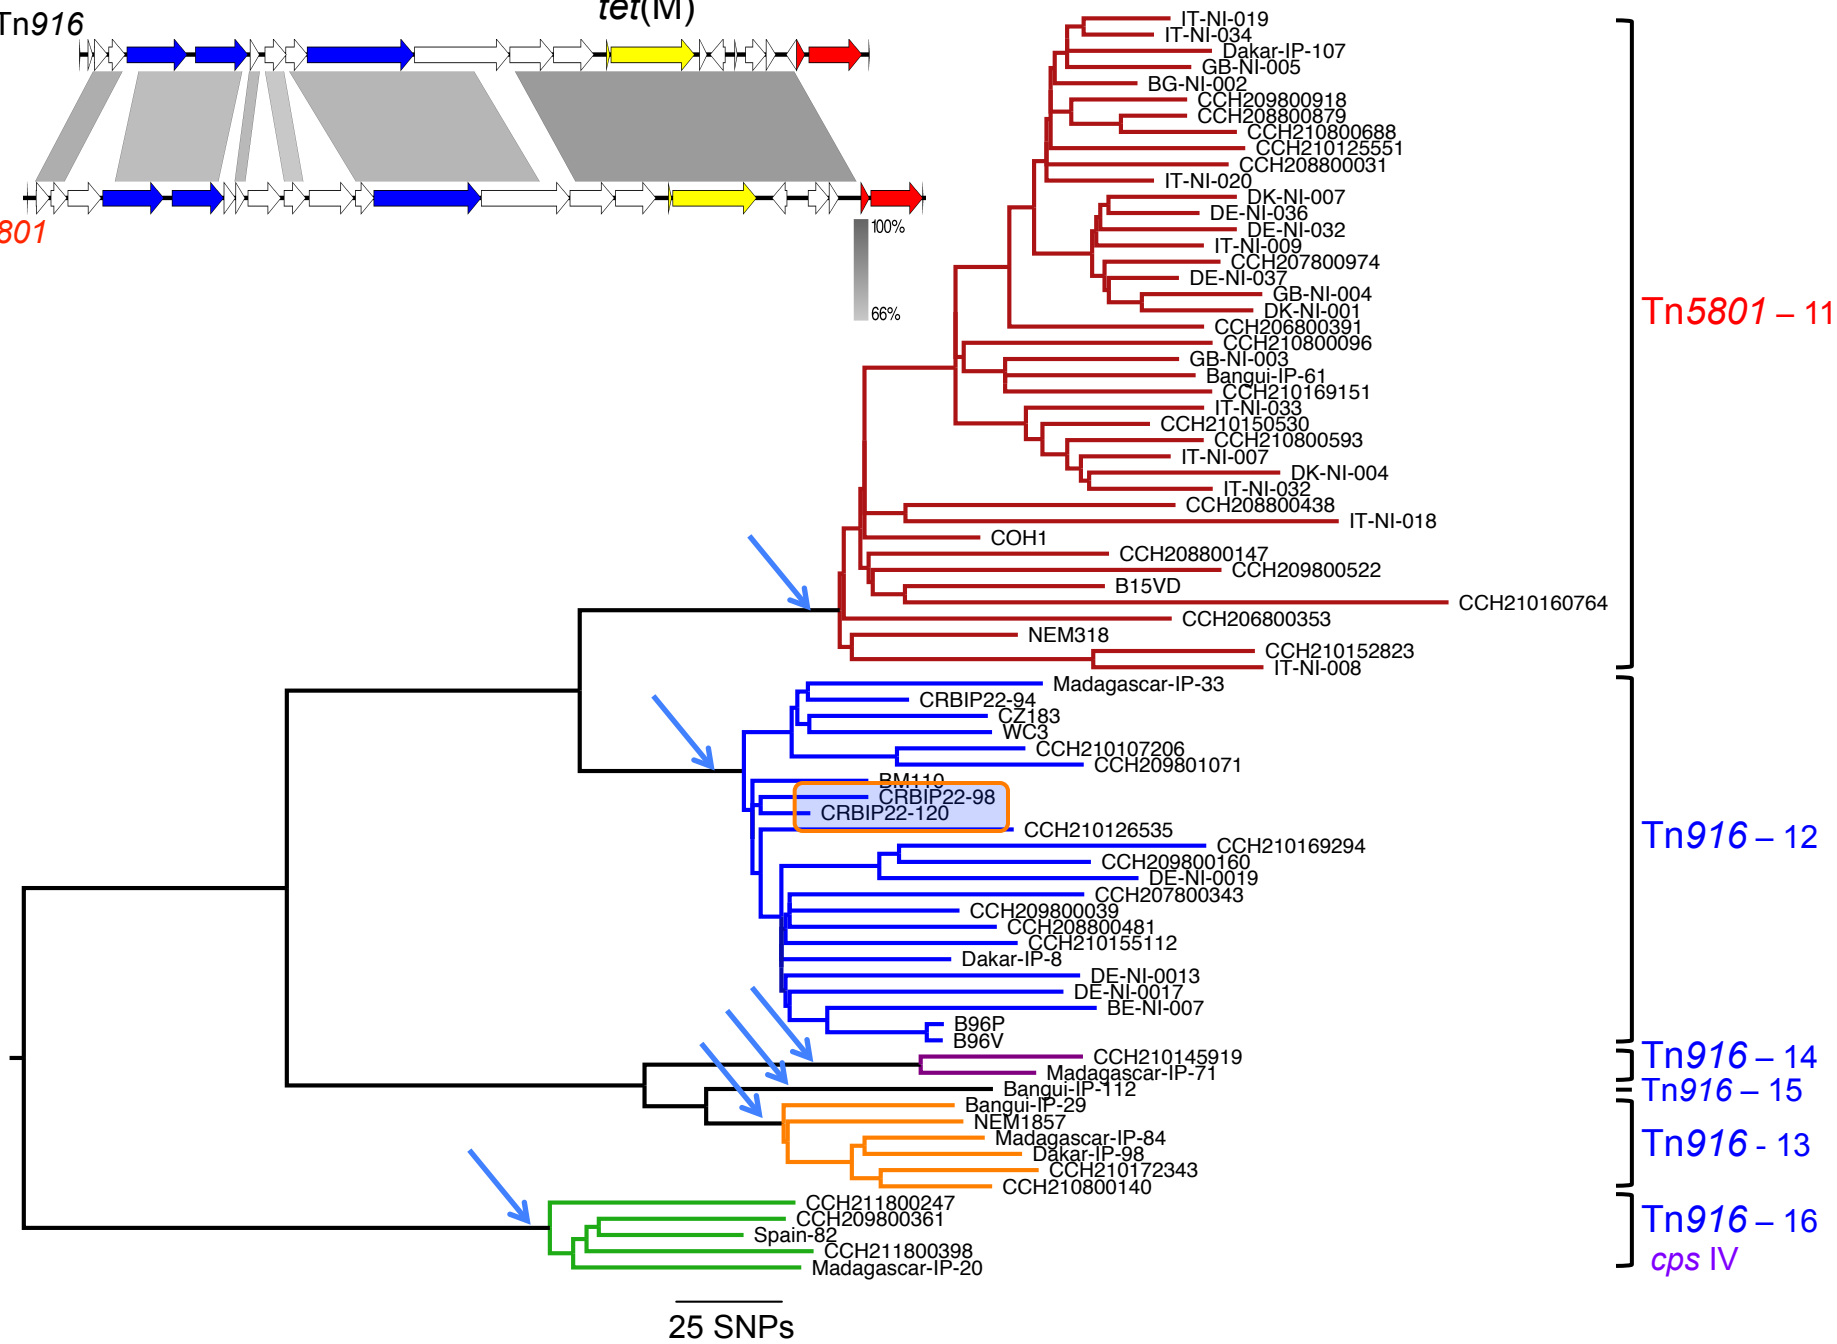 Tn916
tet(M)
801
100%
66%
IT-NI-019
IT-NI-034
Dakar-IP-107
GB-NI-005
BG-NI-002
CCH209800918
CCH208800879
CCH210800688
CCH210125551
CCH208800031
IT-NI-020
DK-NI-007
DE-NI-036
DE-NI-032
IT-NI-009
CCH207800974
DE-NI-037
GB-NI-004
DK-NI-001
CCH206800391
CCH210800096
GB-NI-003
Bangui-IP-61
CCH210169151
IT-NI-033
CCH210150530
CCH210800593
IT-NI-007
DK-NI-004
IT-NI-032
CCH208800438
IT-NI-018
COH1
CCH208800147
CCH209800522
B15VD
CCH210160764
CCH206800353
NEM318
CCH210152823
IT-NI-008
Tn5801 – 11
Madagascar-IP-33
CRBIP22-94
CZ183
WC3
CCH210107206
CCH209801071
BM110
CRBIP22-98
CRBIP22-120
CCH210126535
CCH210169294
CCH209800160
DE-NI-0019
CCH207800343
CCH209800039
CCH208800481
CCH210155112
Dakar-IP-8
DE-NI-0013
DE-NI-0017
BE-NI-007
B96P
B96V
Tn916 – 12
CCH210145919
Madagascar-IP-71
Tn916 – 14
Bangui-IP-112
Tn916 – 15
Bangui-IP-29
NEM1857
Madagascar-IP-84
Dakar-IP-98
CCH210172343
CCH210800140
Tn916 - 13
CCH211800247
CCH209800361
Spain-82
CCH211800398
Madagascar-IP-20
Tn916 – 16
cps IV
25 SNPs